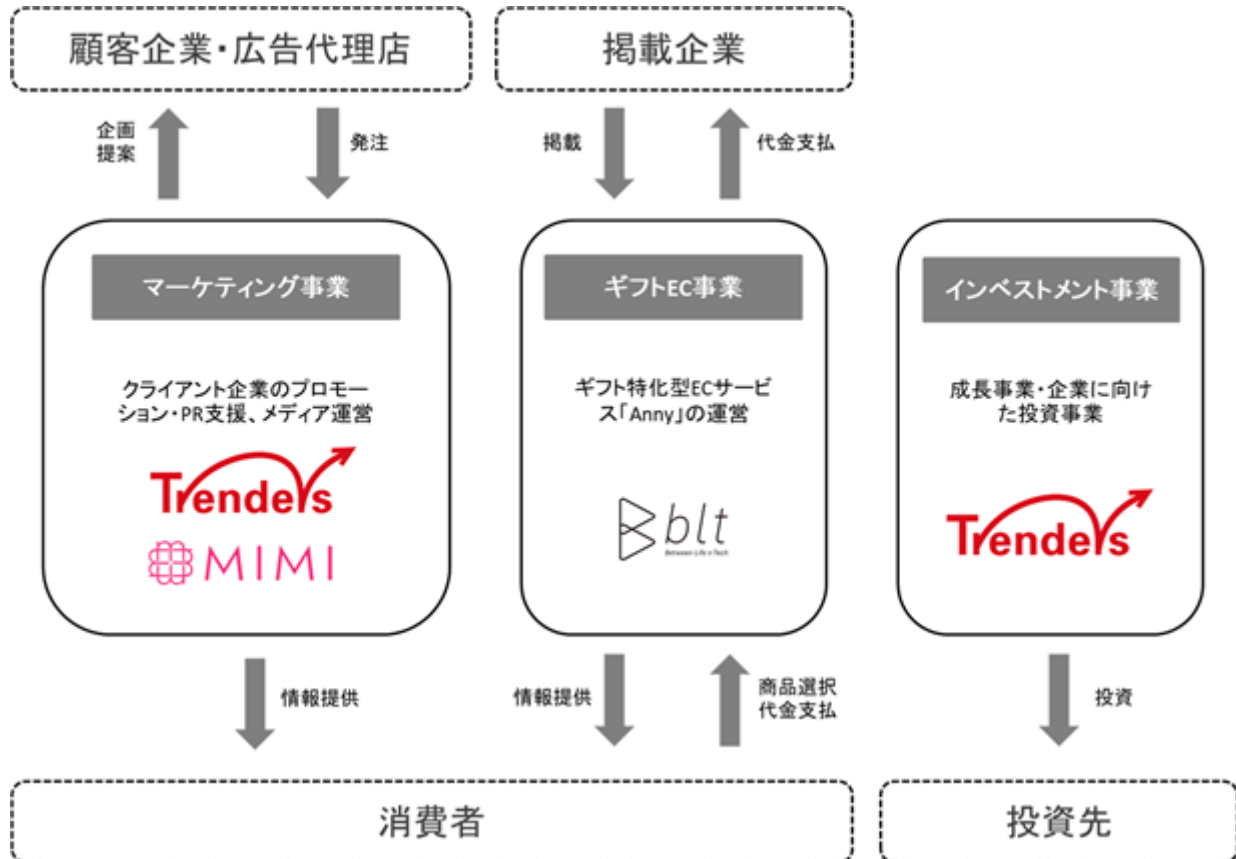 顧客企業・広告代理店
掲載企業
企画
提案
発注
掲載
代金支払
マーケティング事業
クライアント企業のプロモー
ション・PR支援、メディア運営
Trenders
MIMI
ギフトEC事業
ギフト特化型ECサービ
ス「Anny」の運営
blt
Between Life n Tech
インベストメント事業
成長事業・企業に向け
た投資事業
Trenders
情報提供
情報提供
商品選択
代金支払
投資
消費者
投資先